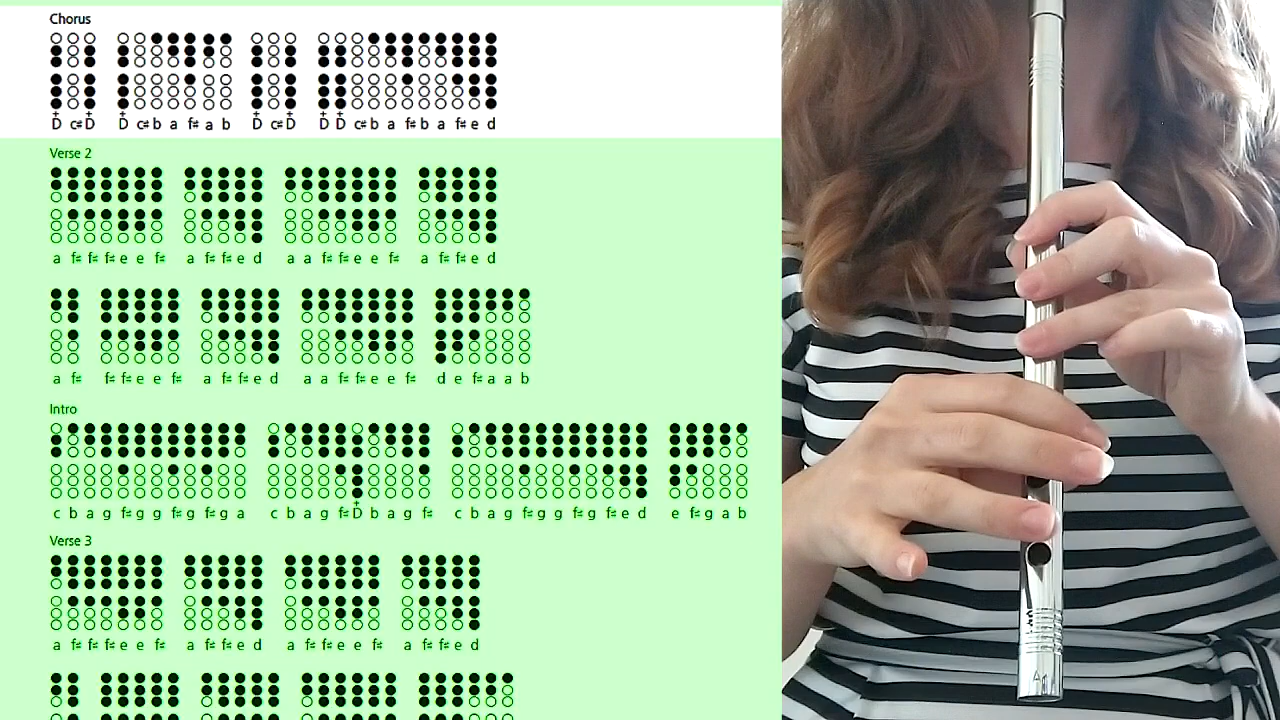 Chorus
+ + + + + + +
D c# D D c# b a f# a b D c# D D D c# b a f# b a f# e d
Verse 2
a f# f# f# e e f# a f# f# e d a a f# f# e e f# a f# f# e d
a f# f# f# e e f# a f# f# e d a a f# f# e e f# d e f# a a b
Intro
+
c b a g f# g g f# g f# g a c b a g f# D b a g f# c b a g f# g g f# g f# e d e f# g a b
Verse 3
a f# f# f# e e f# a f# f# e d a f# f# e e f# a f# f# e d